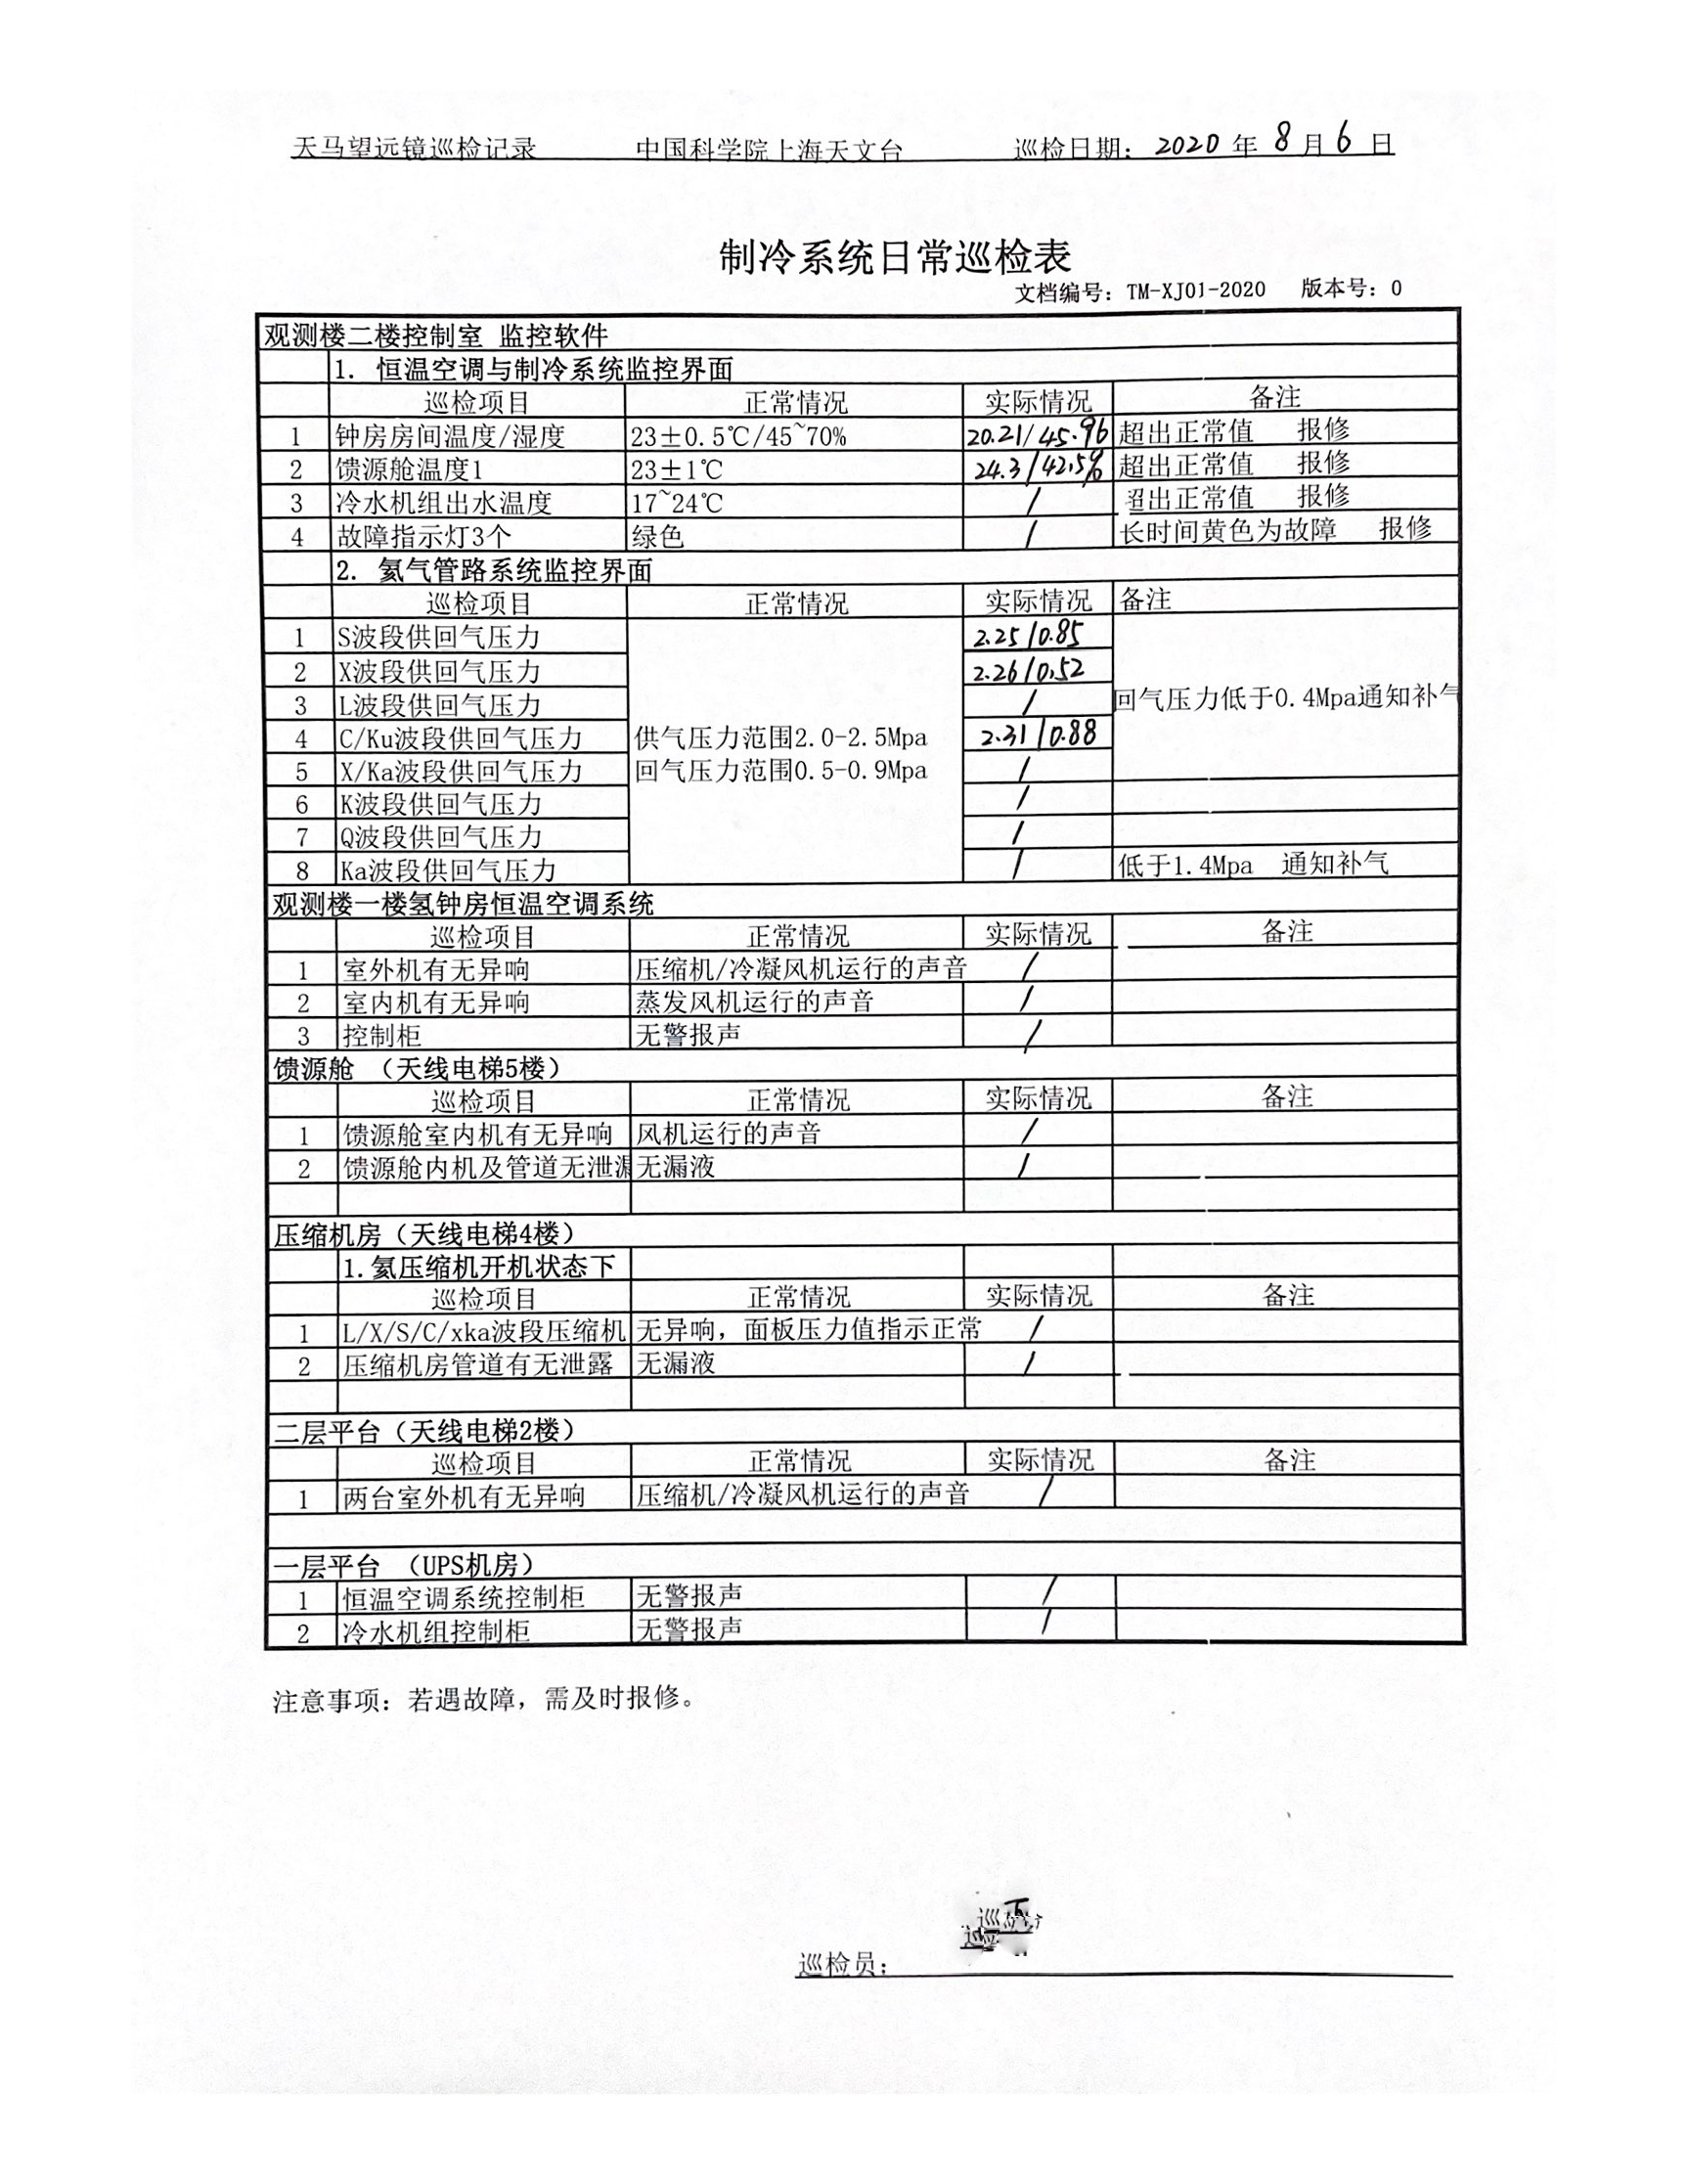 天马望远镜巡检记录 中国科学院上海天文台 巡检日期：2020年8月6日
制冷系统日常巡检表
文档编号：TM-XJ01-2020 版本号：0
观测楼二楼控制室 监控软件
1. 恒温空调与制冷系统监控界面
巡检项目 正常情况 实际情况 备注
1 钟房房间温度/湿度 23±0.5℃/45~70% 20.21/45.96 超出正常值 报修
2 馈源舱温度1 23±1℃ 24.3/42.5% 超出正常值 报修
3 冷水机组出水温度 17~24℃ / 超出正常值 报修
4 故障指示灯3个 绿色 / 长时间黄色为故障 报修
2. 氦气管路系统监控界面
巡检项目 正常情况 实际情况 备注
1 S波段供回气压力 2.25/0.85
2 X波段供回气压力 2.26/0.52
3 L波段供回气压力 / 回气压力低于0.4Mpa通知补气
4 C/Ku波段供回气压力 供气压力范围2.0-2.5Mpa 2.31/0.88
5 X/Ka波段供回气压力 回气压力范围0.5-0.9Mpa /
6 K波段供回气压力 /
7 Q波段供回气压力 /
8 Ka波段供回气压力 / 低于1.4Mpa 通知补气
观测楼一楼氢钟房恒温空调系统
巡检项目 正常情况 实际情况 备注
1 室外机有无异响 压缩机/冷凝风机运行的声音 /
2 室内机有无异响 蒸发风机运行的声音 /
3 控制柜 无警报声 /
馈源舱 （天线电梯5楼）
巡检项目 正常情况 实际情况 备注
1 馈源舱室内机有无异响 风机运行的声音 /
2 馈源舱内机及管道无泄漏 无漏液 /
压缩机房（天线电梯4楼）
1.氦压缩机开机状态下
巡检项目 正常情况 实际情况 备注
1 L/X/S/C/xka波段压缩机 无异响，面板压力值指示正常 /
2 压缩机房管道有无泄露 无漏液 /
二层平台（天线电梯2楼）
巡检项目 正常情况 实际情况 备注
1 两台室外机有无异响 压缩机/冷凝风机运行的声音 /
一层平台 （UPS机房）
1 恒温空调系统控制柜 无警报声 /
2 冷水机组控制柜 无警报声 /
注意事项：若遇故障，需及时报修。
巡检员：